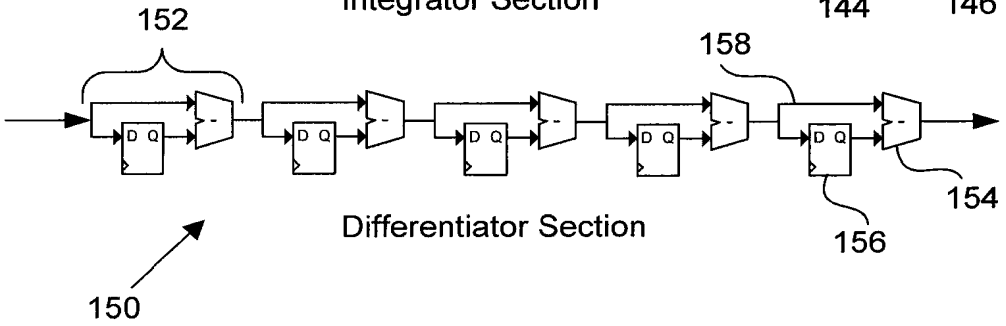 Integrator Section
144 146
152
158
- - - - -
D Q D Q D Q D Q D Q
154
Differentiator Section
156
150